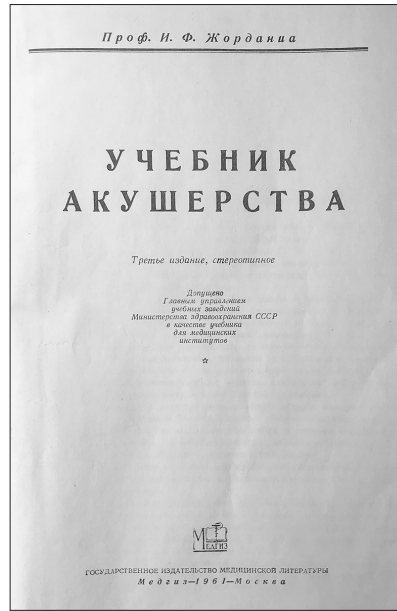 Проф. И. Ф. Жордания
УЧЕБНИК
АКУШЕРСТВА
Третье издание, стереотипное
Допущено
Главным управлением
учебных заведений
Министерства здравоохранения СССР
в качестве учебника
для медицинских
институтов
МЕДГИЗ
ГОСУДАРСТВЕННОЕ ИЗДАТЕЛЬСТВО МЕДИЦИНСКОЙ ЛИТЕРАТУРЫ
Медгиз—1961—Москва